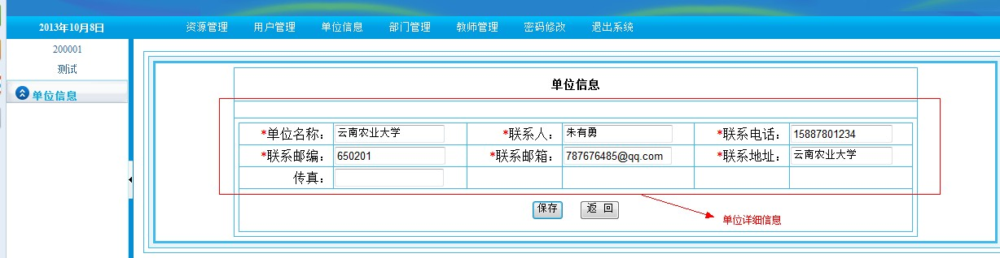 2013年10月8日 资源管理 用户管理 单位信息 部门管理 教师管理 密码修改 退出系统
200001
测试
单位信息
单位信息
*单位名称： 云南农业大学 *联系人： 朱有勇 *联系电话： 15887801234
*联系邮编： 650201 *联系邮箱： 787676485@qq.com *联系地址： 云南农业大学
传真：
保存 返 回
单位详细信息